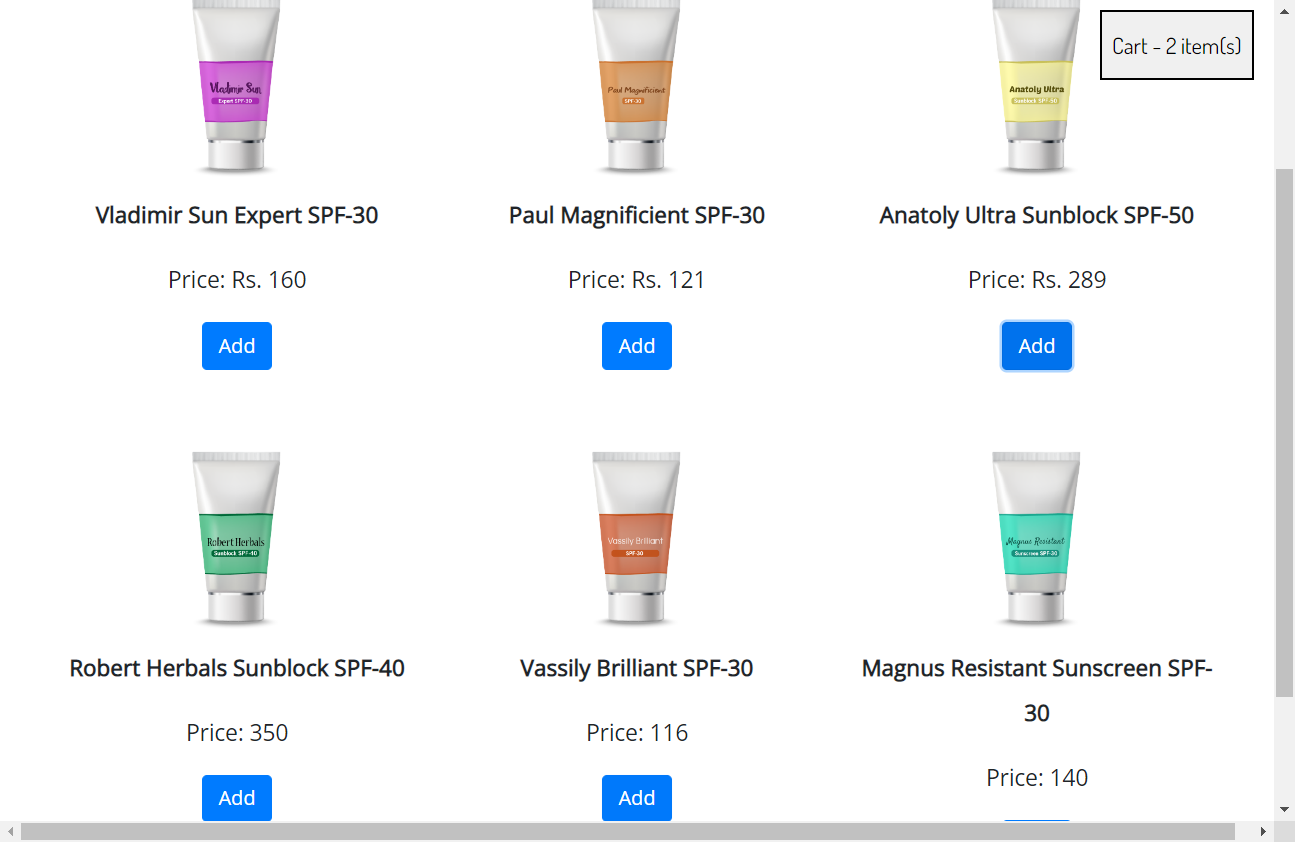 Cart - 2 item(s)
Vladimir Sun
Expert SPF-30
Paul Magnificient
SPF-30
Anatoly Ultra
Sunblock SPF-50
Vladimir Sun Expert SPF-30
Paul Magnificient SPF-30
Anatoly Ultra Sunblock SPF-50
Price: Rs. 160
Price: Rs. 121
Price: Rs. 289
Add
Add
Add
Robert Herbals
Sunblock SPF-40
Vassily Brilliant
SPF-30
Magnus Resistant
Sunscreen SPF-30
Robert Herbals Sunblock SPF-40
Vassily Brilliant SPF-30
Magnus Resistant Sunscreen SPF-
30
Price: 350
Price: 116
Price: 140
Add
Add